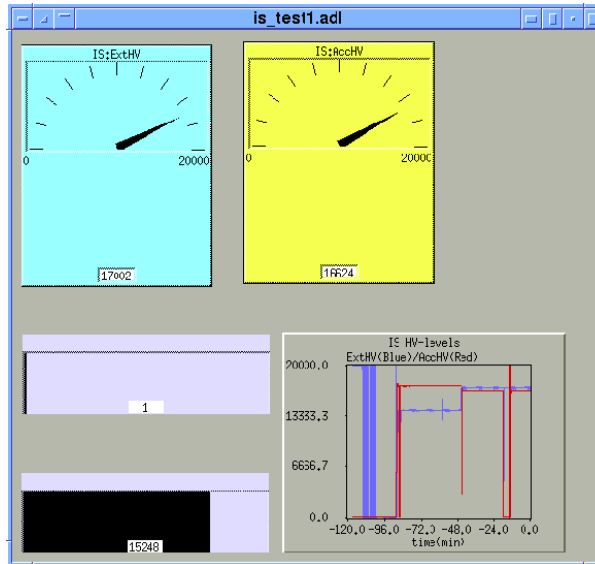 is_test1.adl
IS:ExtHV
0 20000
17002
IS:AccHV
0 20000
16624
1
15248
IS HV-levels
ExtHV(Blue)/AccHV(Red)
20000.0
13333.3
6666.7
0.0
-120.0 -96.0 -72.0 -48.0 -24.0 0.0
time(min)